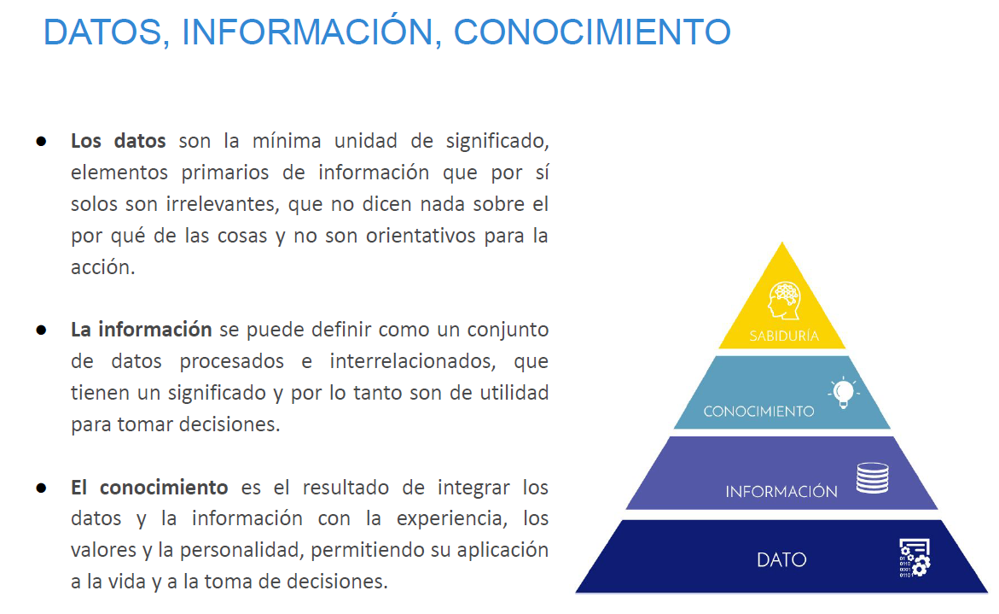 DATOS, INFORMACIÓN, CONOCIMIENTO
● Los datos son la mínima unidad de significado,
elementos primarios de información que por sí
solos son irrelevantes, que no dicen nada sobre el
por qué de las cosas y no son orientativos para la
acción.
● La información se puede definir como un conjunto
de datos procesados e interrelacionados, que
tienen un significado y por lo tanto son de utilidad
para tomar decisiones.
● El conocimiento es el resultado de integrar los
datos y la información con la experiencia, los
valores y la personalidad, permitiendo su aplicación
a la vida y a la toma de decisiones.
SABIDURÍA
CONOCIMIENTO
INFORMACIÓN
DATO
01
0110
0001
01101